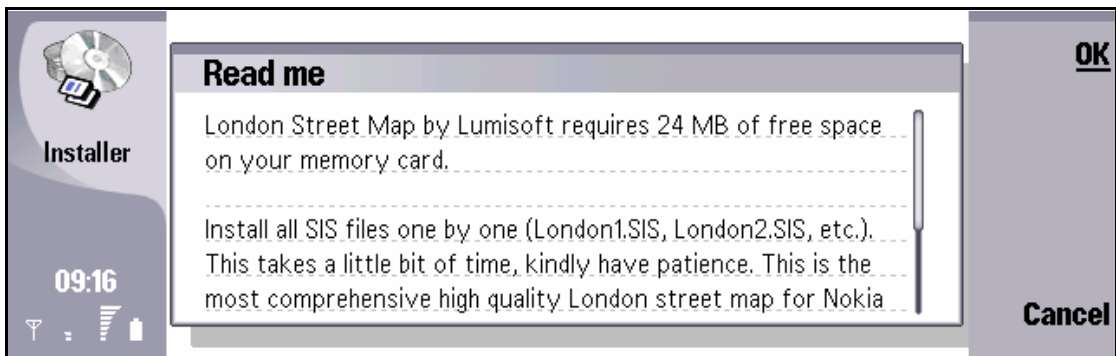 Installer
09:16
Read me
London Street Map by Lumisoft requires 24 MB of free space
on your memory card.
Install all SIS files one by one (London1.SIS, London2.SIS, etc.).
This takes a little bit of time, kindly have patience. This is the
most comprehensive high quality London street map for Nokia
OK
Cancel